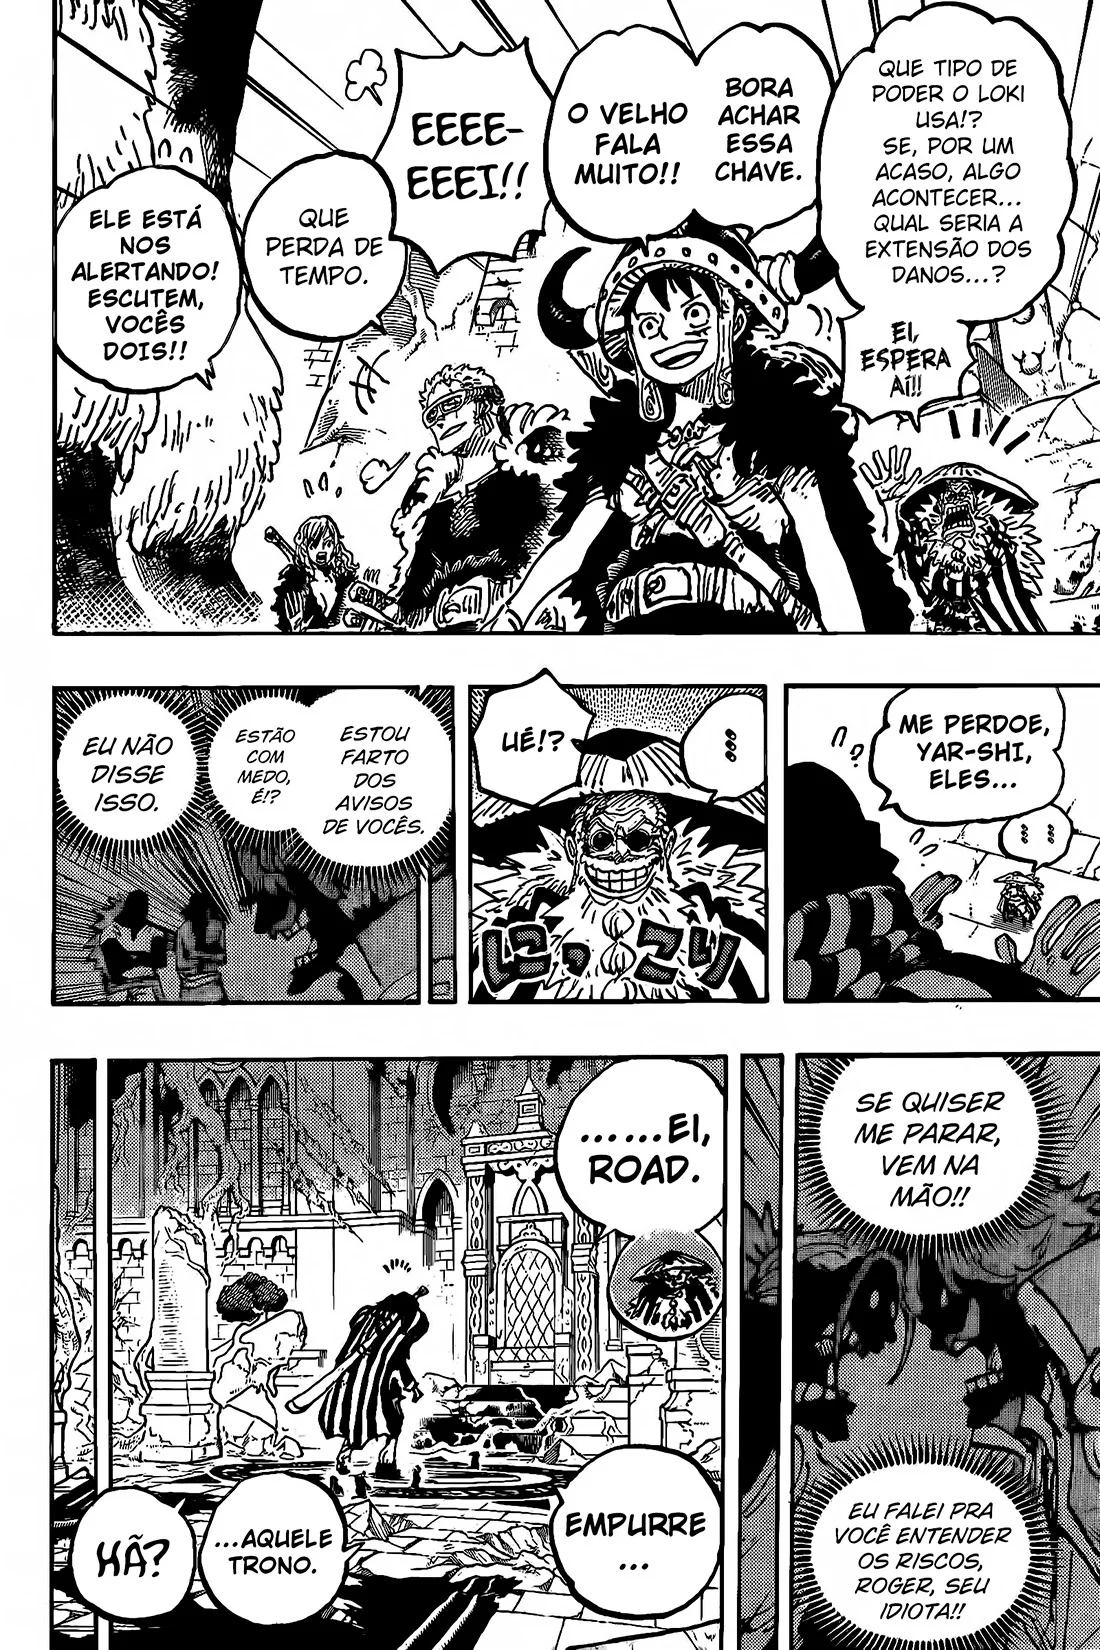 QUE TIPO DE
PODER O LOKI
USA!?
SE, POR UM
ACASO, ALGO
ACONTECER...
QUAL SERIA A
EXTENSÃO DOS
DANOS...?
EI,
ESPERA
AÍ!!
BORA
ACHAR
ESSA
CHAVE.
O VELHO
FALA
MUITO!!
EEEE-
EEEI!!
QUE
PERDA DE
TEMPO.
ELE ESTÁ
NOS
ALERTANDO!
ESCUTEM,
VOCÊS
DOIS!!
ME PERDOE,
YAR-SHI,
ELES...
UÉ!?
にっこり
ESTOU
FARTO
DOS
AVISOS
DE VOCÊS.
ESTÃO
COM
MEDO,
É!?
EU NÃO
DISSE
ISSO.
SE QUISER
ME PARAR,
VEM NA
MÃO!!
EU FALEI PRA
VOCÊ ENTENDER
OS RISCOS,
ROGER, SEU
IDIOTA!!
......EI,
ROAD.
EMPURRE
...
...AQUELE
TRONO.
HÃ?